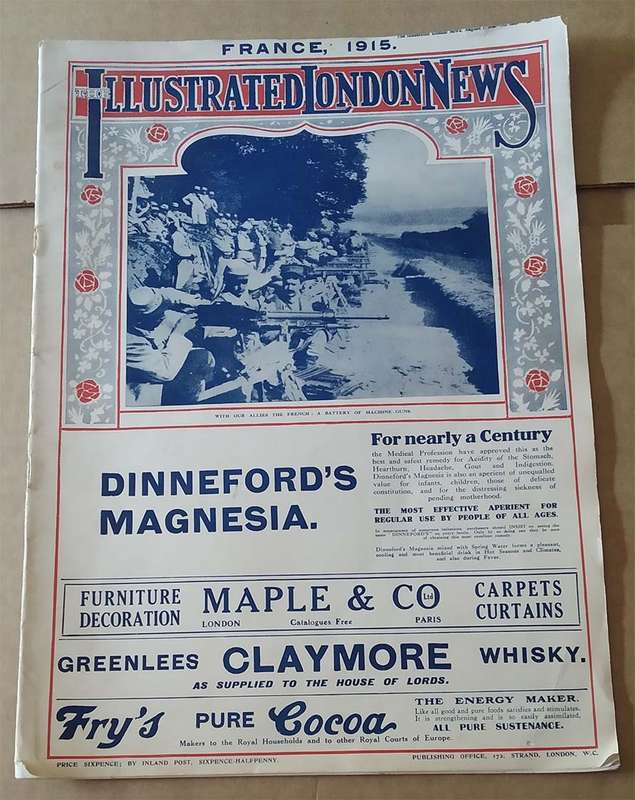 FRANCE, 1915.
THE ILLUSTRATED LONDON NEWS
WITH OUR ALLIES THE FRENCH: A BATTERY OF MACHINE GUNS
DINNEFORD'S
MAGNESIA.
For nearly a Century
the Medical Profession have approved this as the
best and safest remedy for Acidity of the Stomach,
Heartburn, Headache, Gout and Indigestion.
Dinneford's Magnesia is also an aperient of unequalled
value for infants, children, those of delicate
constitution, and for the distressing sickness of
pending motherhood.
THE MOST EFFECTIVE APERIENT FOR
REGULAR USE BY PEOPLE OF ALL AGES.
Dinneford's Magnesia mixed with Spring Water forms a pleasant,
cooling and most beneficial drink in Hot Seasons and Climates,
and also during Fever.
FURNITURE
DECORATION
MAPLE & CO Ltd
LONDON Catalogues Free PARIS
CARPETS
CURTAINS
GREENLEES CLAYMORE WHISKY.
AS SUPPLIED TO THE HOUSE OF LORDS.
Fry's PURE Cocoa
THE ENERGY MAKER.
Like all good and pure foods satisfies and stimulates.
It is strengthening and is so easily assimilated.
ALL PURE SUSTENANCE.
Makers to the Royal Households and to other Royal Courts of Europe.
PRICE SIXPENCE; BY INLAND POST, SIXPENCE-HALFPENNY.
PUBLISHING OFFICE, 172, STRAND, LONDON, W.C.